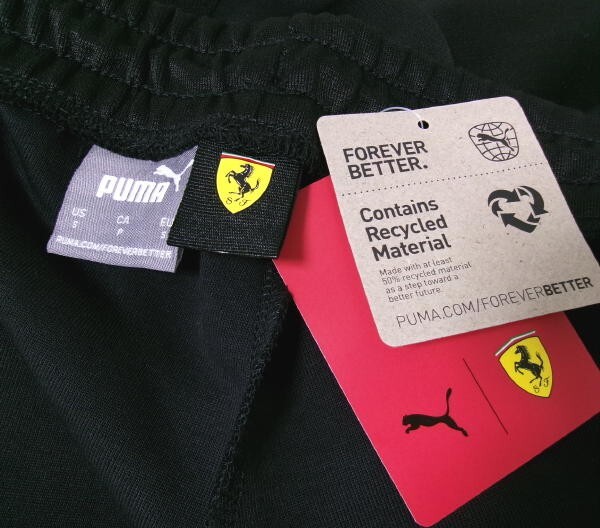 PUMA
US CA EU
S P S
PUMA.COM/FOREVERBETTER
S F
FOREVER
BETTER.
Contains
Recycled
Material
Made with at least
50% recycled material
as a step toward a
better future.
PUMA.COM/FOREVERBETTER
S F